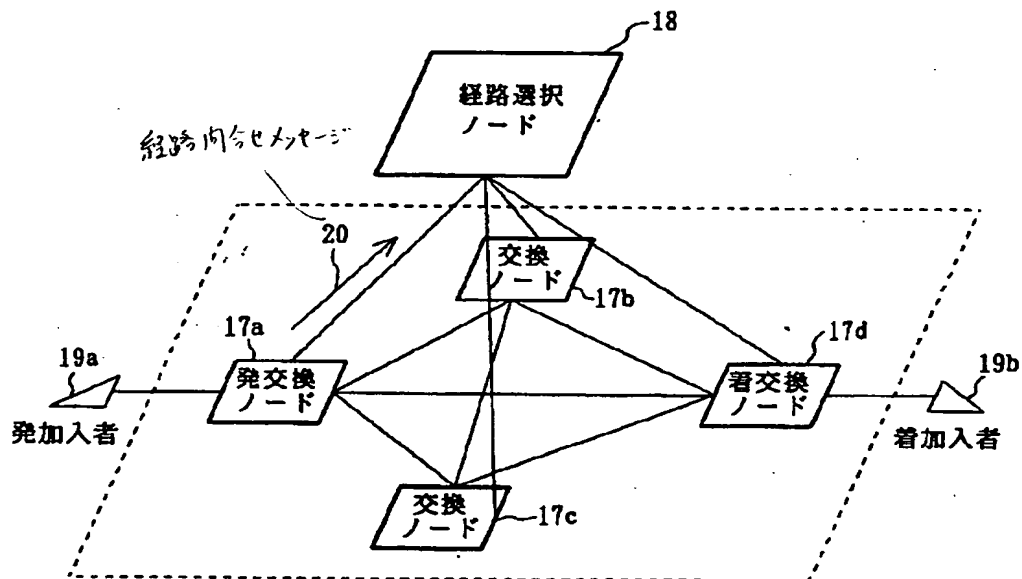 18
経路選択
ノード
経路問合せメッセージ
20
交換
ノード
17b
17a
17d
19a
発交換
ノード
着交換
ノード
19b
発加入者
着加入者
交換
ノード
17c